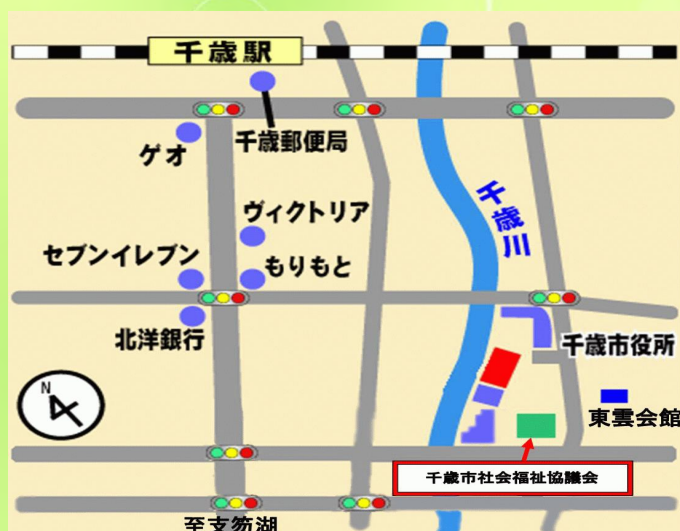 千歳駅
千歳郵便局
ゲオ
ヴィクトリア
千歳川
セブンイレブン
もりもと
北洋銀行
千歳市役所
N
東雲会館
千歳市社会福祉協議会
至支笏湖